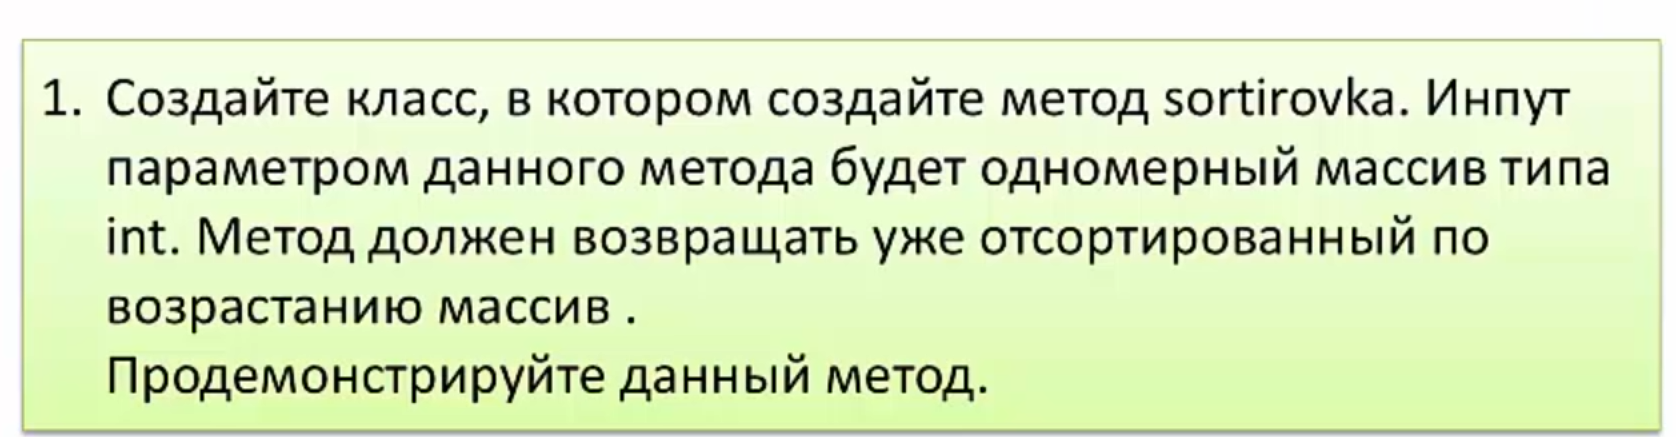 1. Создайте класс, в котором создайте метод sortirovka. Инпут
параметром данного метода будет одномерный массив типа
int. Метод должен возвращать уже отсортированный по
возрастанию массив .
Продемонстрируйте данный метод.